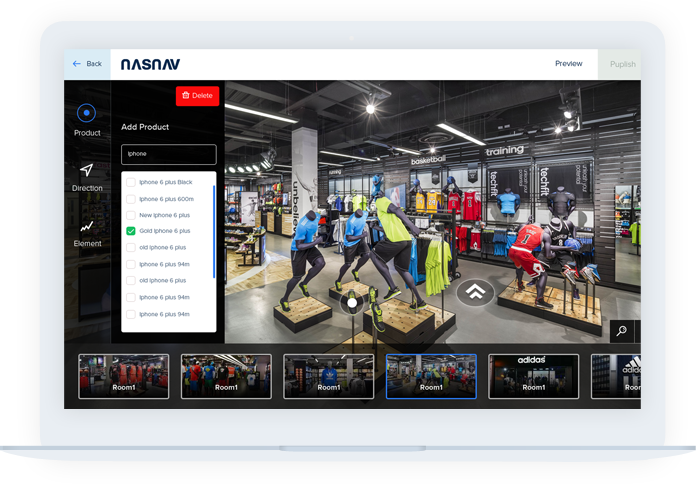 Back
NASNAV
Preview
Puplish
Delete
Product
Add Product
Iphone
Iphone 6 plus Black
Iphone 6 plus 600m
New Iphone 6 plus
Gold Iphone 6 plus
old Iphone 6 plus
Iphone 6 plus 94m
old Iphone 6 plus
Iphone 6 plus 94m
Iphone 6 plus 94m
Direction
Element
running
basketball
training
techfit
techfit
Room1
Room1
Room1
Room1
adidas
Room1